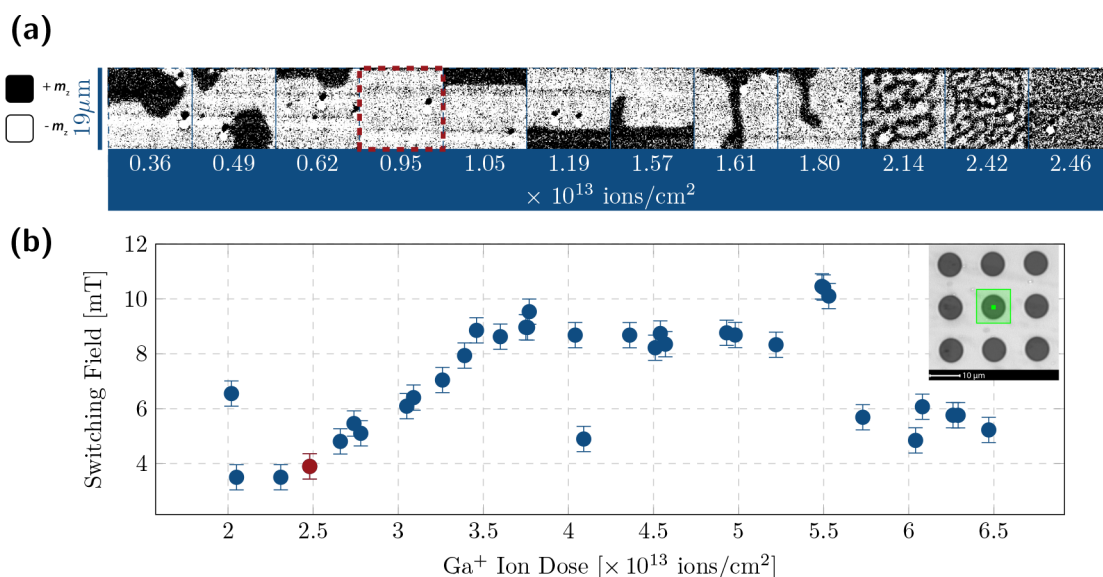 (a)
+ m_z
- m_z
19μm
0.36 0.49 0.62 0.95 1.05 1.19 1.57 1.61 1.80 2.14 2.42 2.46
× 10^13 ions/cm^2
(b)
Switching Field [mT]
12
10
8
6
4
10 μm
2 2.5 3 3.5 4 4.5 5 5.5 6 6.5
Ga^+ Ion Dose [× 10^13 ions/cm^2]